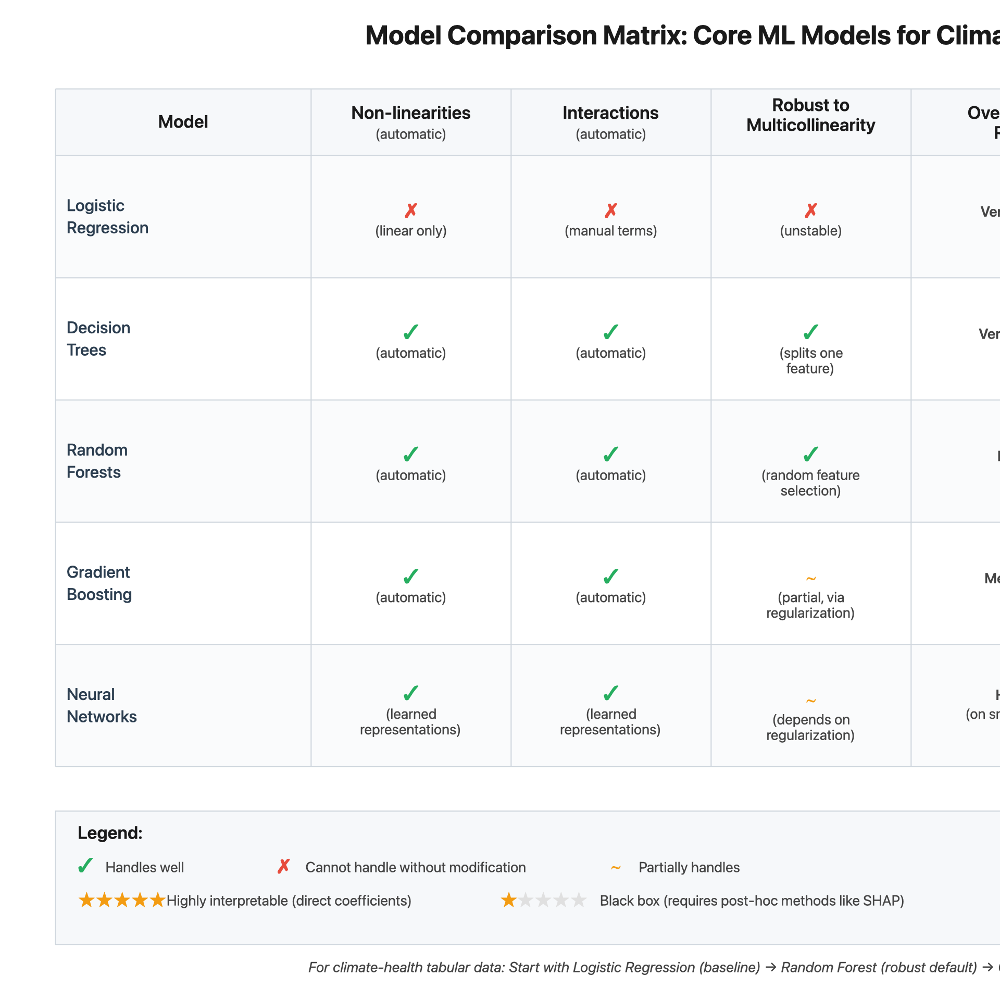 Model Comparison Matrix: Core ML Models for Clima
Model
Non-linearities
(automatic)
Interactions
(automatic)
Robust to
Multicollinearity
Ove
R
Logistic
Regression
✗
(linear only)
✗
(manual terms)
✗
(unstable)
Ver
Decision
Trees
✓
(automatic)
✓
(automatic)
✓
(splits one
feature)
Ver
Random
Forests
✓
(automatic)
✓
(automatic)
✓
(random feature
selection)
Gradient
Boosting
✓
(automatic)
✓
(automatic)
~
(partial, via
regularization)
Me
Neural
Networks
✓
(learned
representations)
✓
(learned
representations)
~
(depends on
regularization)
H
(on sm
Legend:
✓ Handles well ✗ Cannot handle without modification ~ Partially handles
★★★★★Highly interpretable (direct coefficients) ★★★★★ Black box (requires post-hoc methods like SHAP)
For climate-health tabular data: Start with Logistic Regression (baseline) → Random Forest (robust default) →